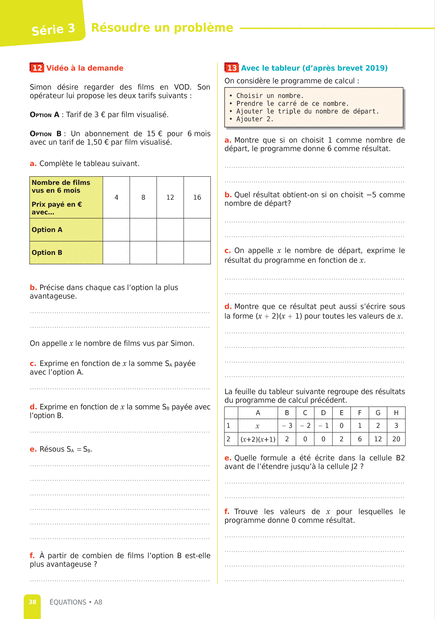 Série 3
Résoudre un problème
12 Vidéo à la demande
Simon désire regarder des films en VOD. Son
opérateur lui propose les deux tarifs suivants :
OPTION A : Tarif de 3 € par film visualisé.
OPTION B : Un abonnement de 15 € pour 6 mois
avec un tarif de 1,50 € par film visualisé.
a. Complète le tableau suivant.
Nombre de films
vus en 6 mois
Prix payé en €
avec...
4 8 12 16
Option A
Option B
b. Précise dans chaque cas l'option la plus
avantageuse.
On appelle x le nombre de films vus par Simon.
c. Exprime en fonction de x la somme SA payée
avec l'option A.
d. Exprime en fonction de x la somme SB payée avec
l'option B.
e. Résous SA = SB.
f. À partir de combien de films l'option B est-elle
plus avantageuse ?
13 Avec le tableur (d'après brevet 2019)
On considère le programme de calcul :
• Choisir un nombre.
• Prendre le carré de ce nombre.
• Ajouter le triple du nombre de départ.
• Ajouter 2.
a. Montre que si on choisit 1 comme nombre de
départ, le programme donne 6 comme résultat.
b. Quel résultat obtient-on si on choisit −5 comme
nombre de départ?
c. On appelle x le nombre de départ, exprime le
résultat du programme en fonction de x.
d. Montre que ce résultat peut aussi s'écrire sous
la forme (x + 2)(x + 1) pour toutes les valeurs de x.
La feuille du tableur suivante regroupe des résultats
du programme de calcul précédent.
A B C D E F G H
1 x − 3 − 2 − 1 0 1 2 3
2 (x+2)(x+1) 2 0 0 2 6 12 20
e. Quelle formule a été écrite dans la cellule B2
avant de l'étendre jusqu'à la cellule J2 ?
f. Trouve les valeurs de x pour lesquelles le
programme donne 0 comme résultat.
38 ÉQUATIONS • A8